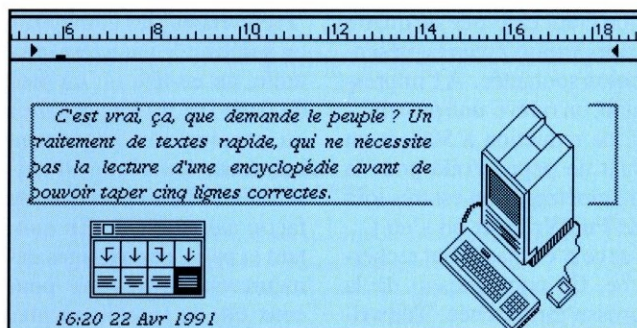 6 8 10 12 14 16 18
C'est vrai, ça, que demande le peuple ? Un
traitement de textes rapide, qui ne nécessite
pas la lecture d'une encyclopédie avant de
pouvoir taper cinq lignes correctes.
16:20 22 Avr 1991